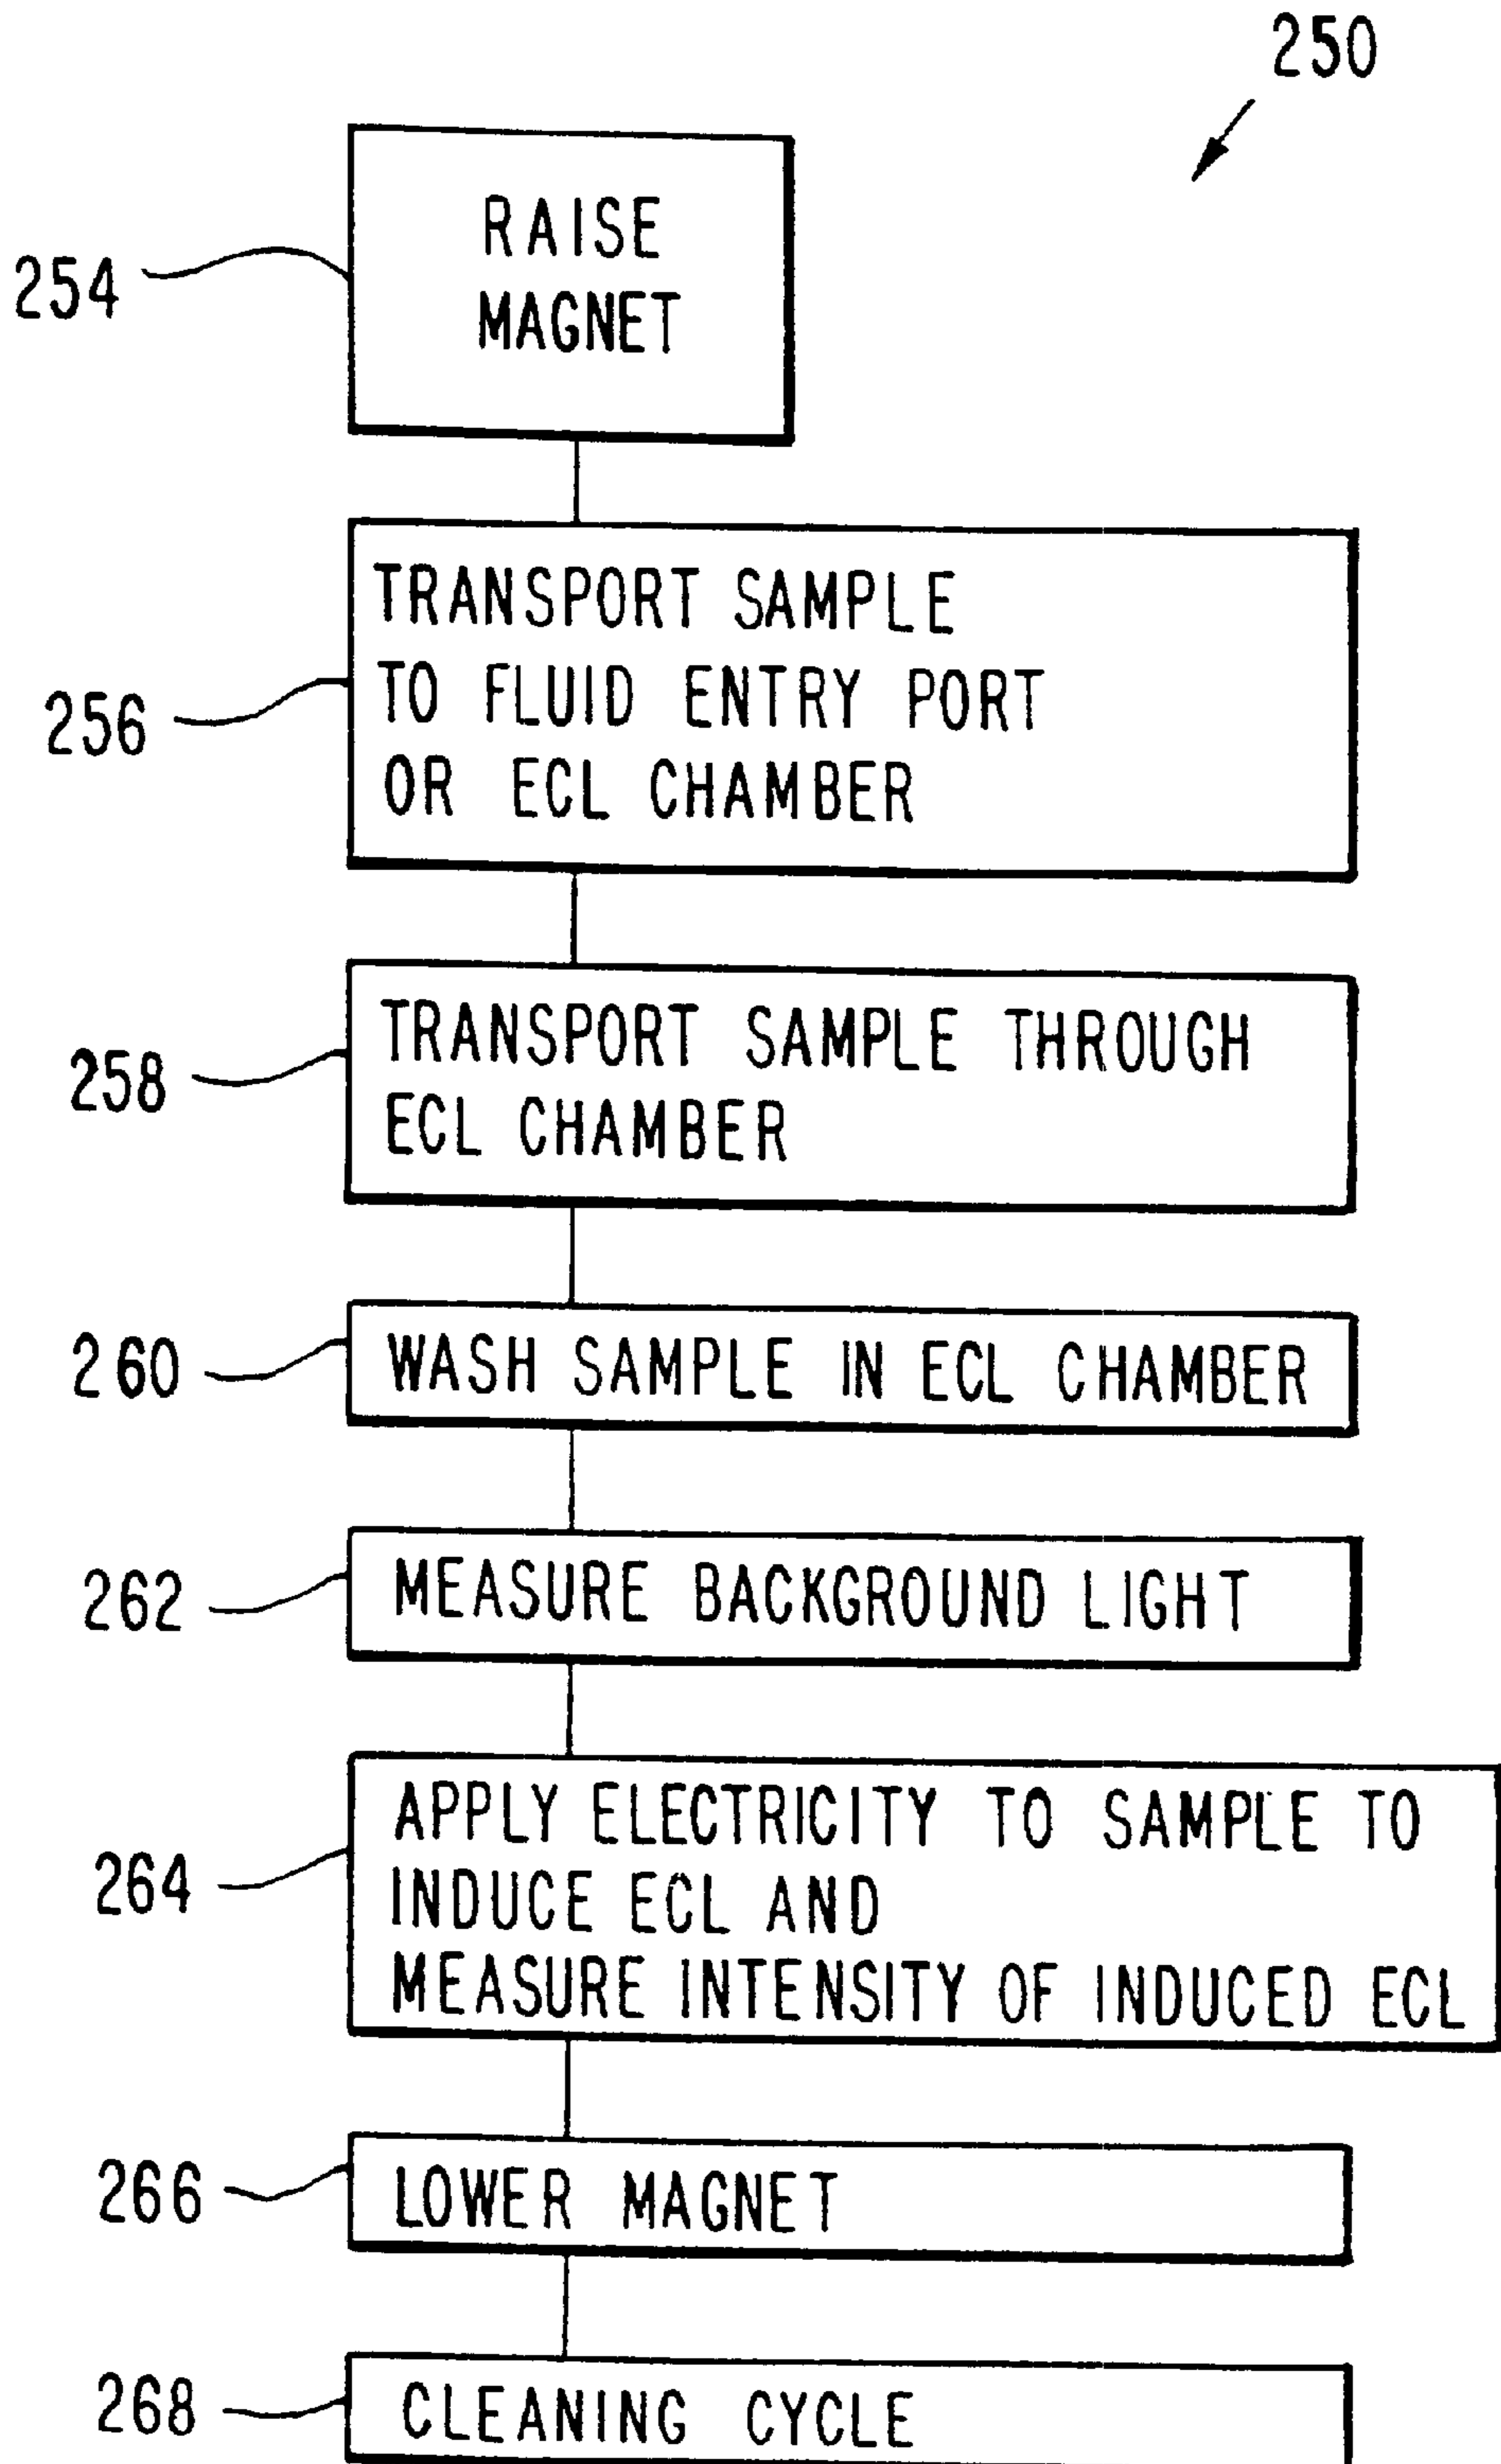 250
254
RAISE
MAGNET
256
TRANSPORT SAMPLE
TO FLUID ENTRY PORT
OR ECL CHAMBER
258
TRANSPORT SAMPLE THROUGH
ECL CHAMBER
260
WASH SAMPLE IN ECL CHAMBER
262
MEASURE BACKGROUND LIGHT
264
APPLY ELECTRICITY TO SAMPLE TO
INDUCE ECL AND
MEASURE INTENSITY OF INDUCED ECL
266
LOWER MAGNET
268
CLEANING CYCLE